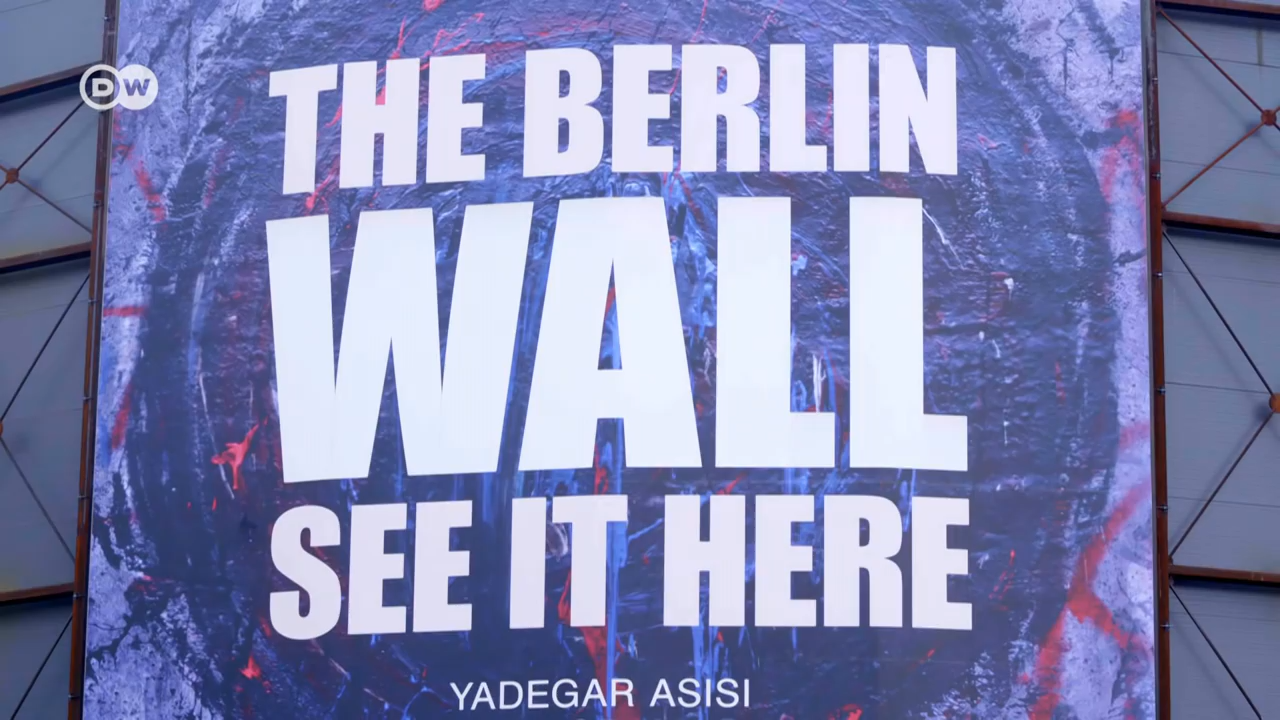 DW
THE BERLIN
WALL
SEE IT HERE
YADEGAR ASISI